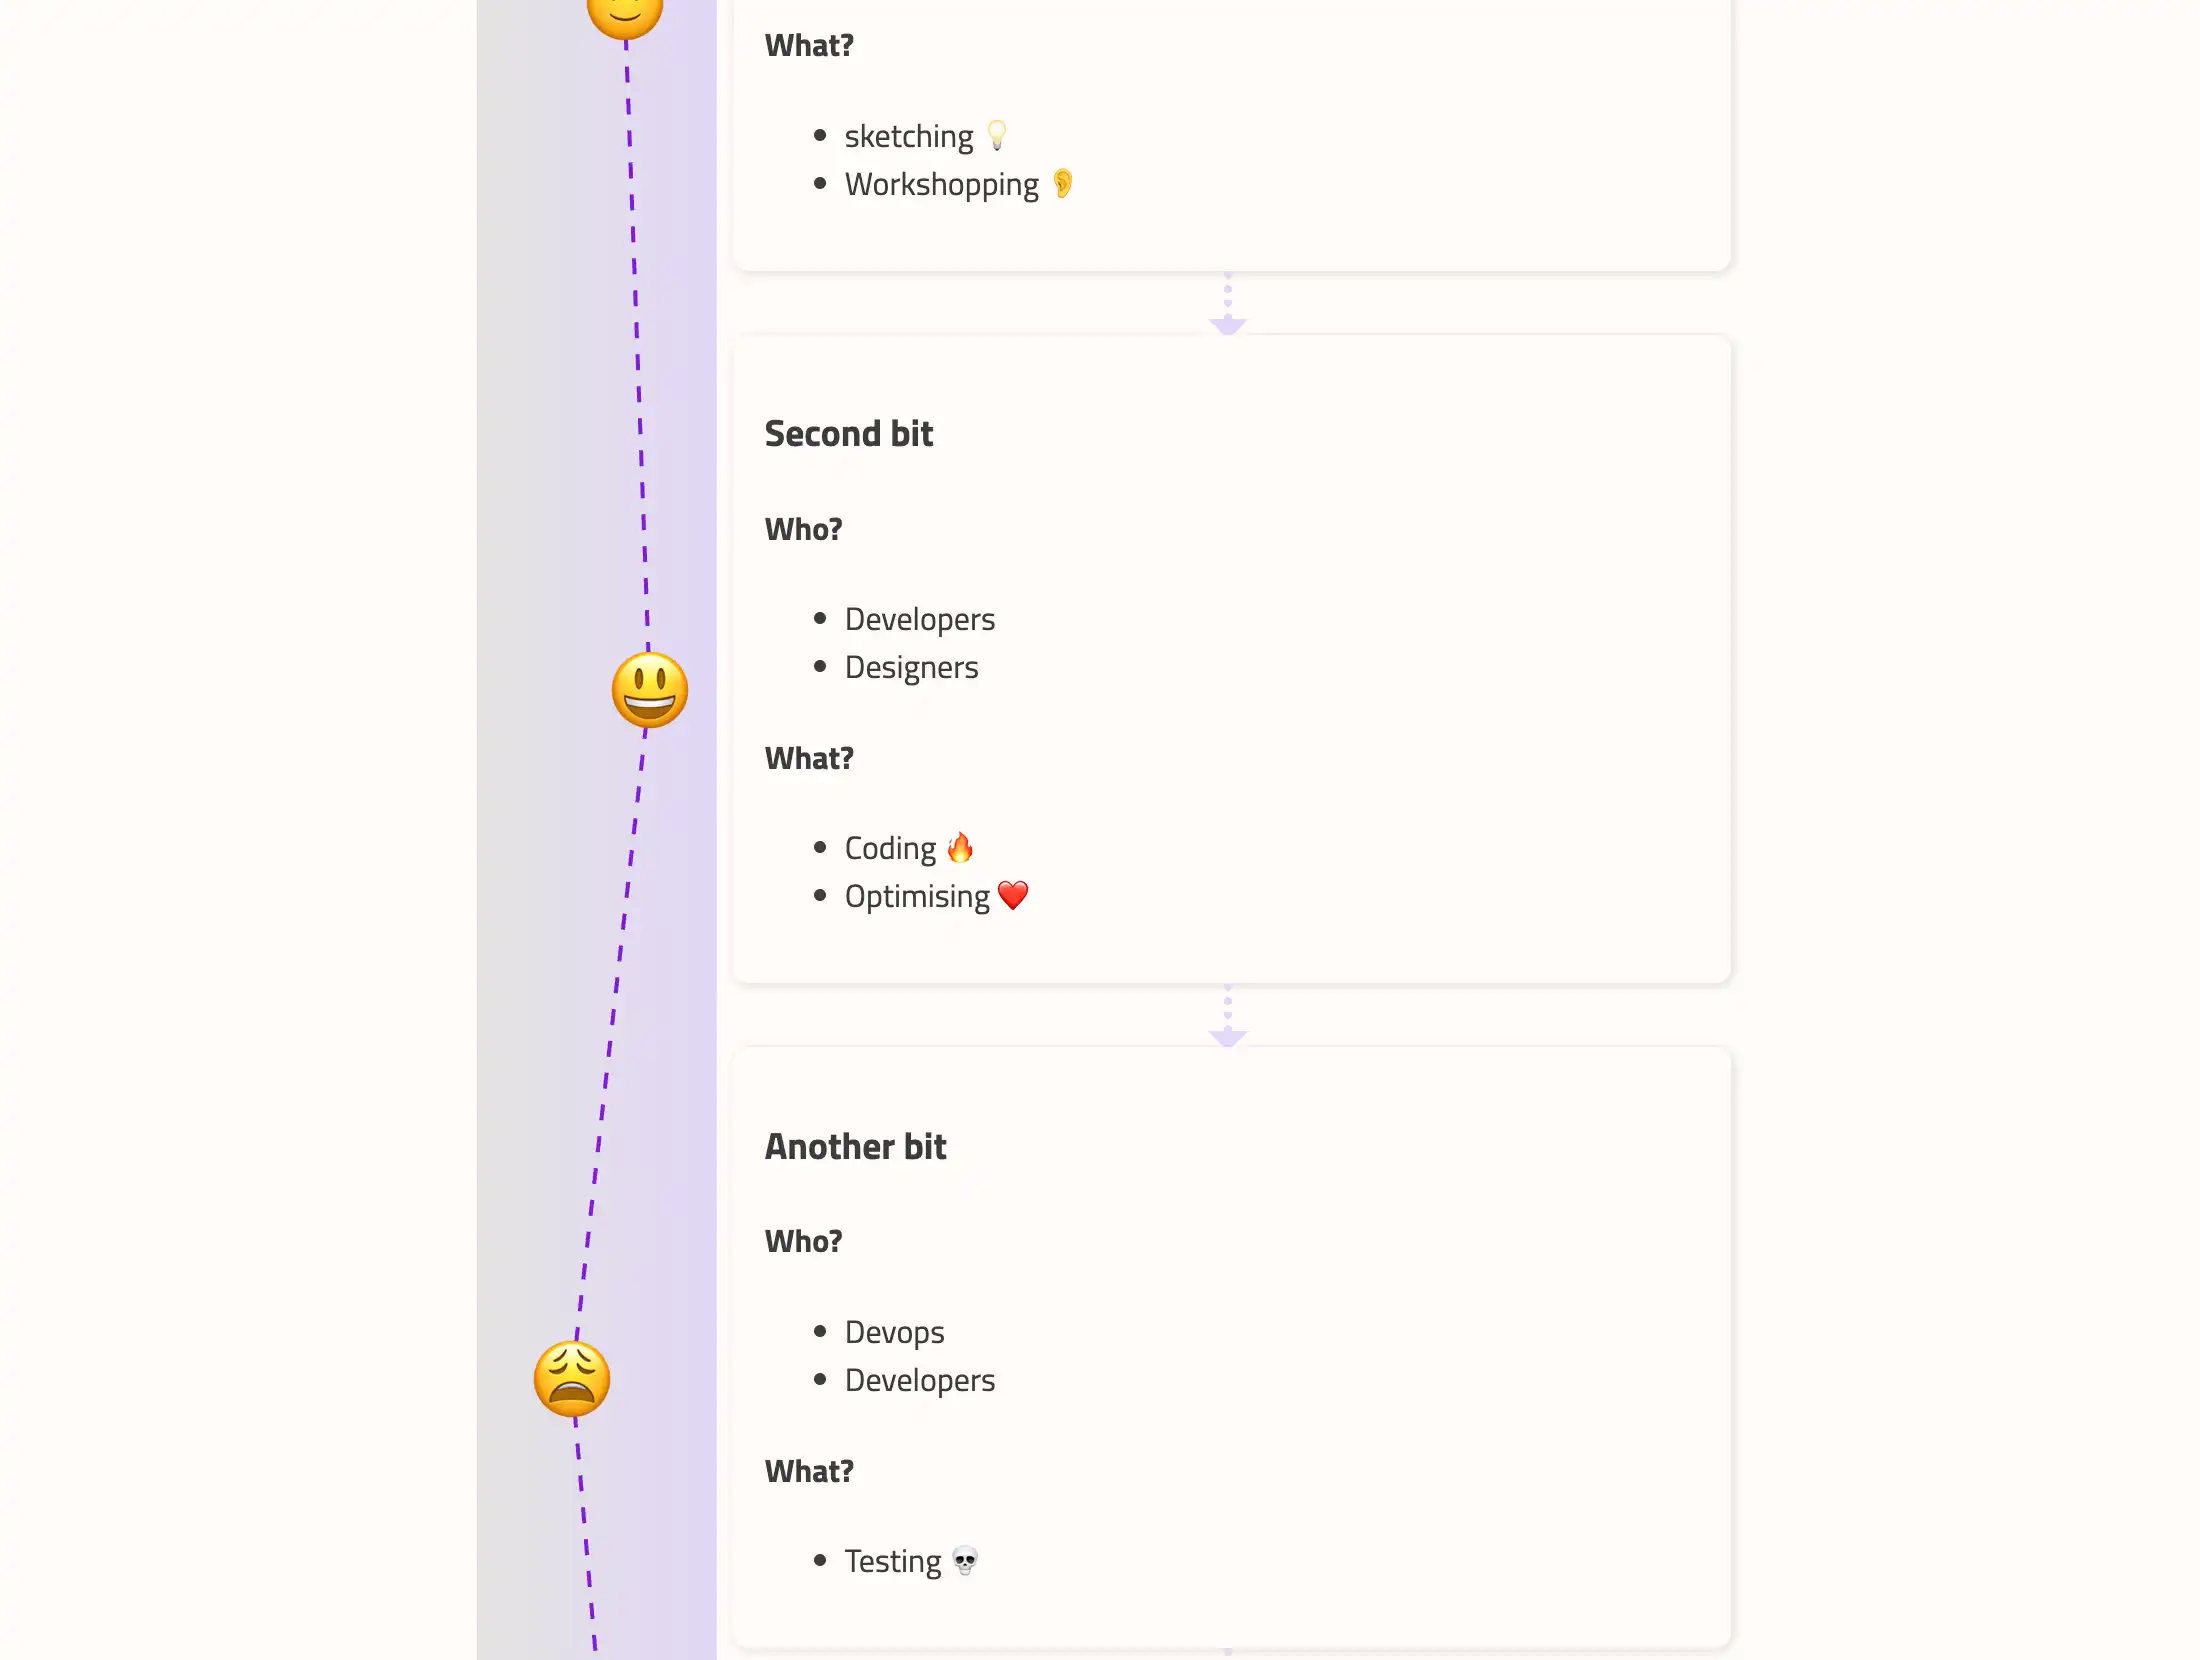 What?
sketching 💡
Workshopping 👂
Second bit
Who?
Developers
Designers
What?
Coding 🔥
Optimising ❤️
Another bit
Who?
Devops
Developers
What?
Testing 💀